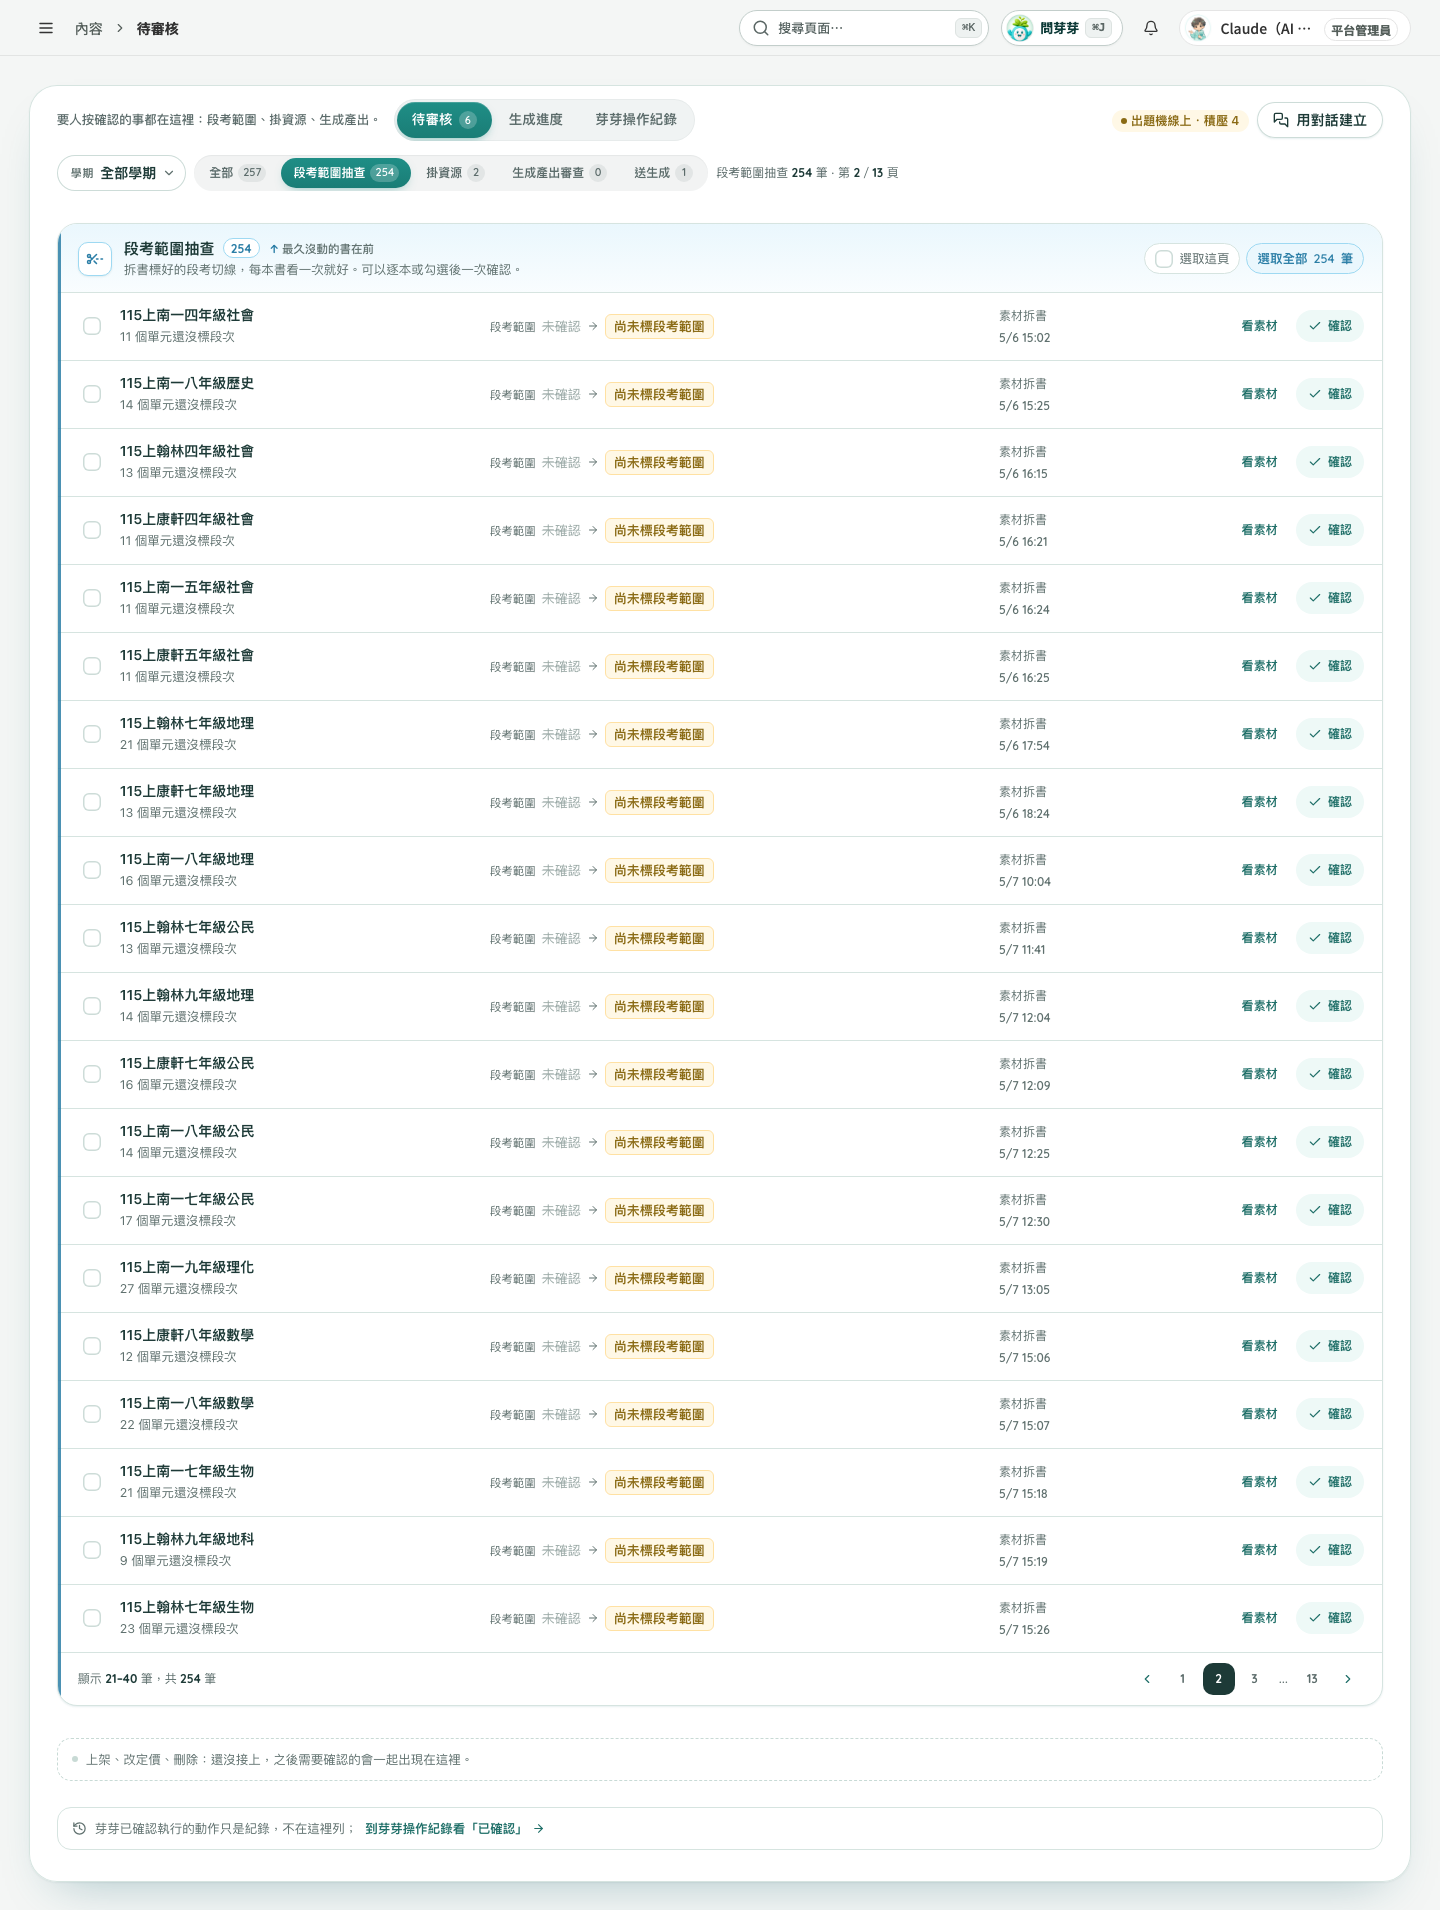 內容 > 待審核
搜尋頁面… ⌘K
問芽芽 ⌘J
Claude（AI … 平台管理員
要人按確認的事都在這裡：段考範圍、掛資源、生成產出。
待審核 6 生成進度 芽芽操作紀錄
出題機線上 · 積壓 4
用對話建立
學期 全部學期
全部 257 段考範圍抽查 254 掛資源 2 生成產出審查 0 送生成 1
段考範圍抽查 254 筆 · 第 2 / 13 頁
段考範圍抽查 254 ↑ 最久沒動的書在前
拆書標好的段考切線，每本書看一次就好。可以逐本或勾選後一次確認。
選取這頁 選取全部 254 筆
115上南一四年級社會
11 個單元還沒標段次
段考範圍 未確認 → 尚未標段考範圍
素材拆書
5/6 15:02
看素材 確認
115上南一八年級歷史
14 個單元還沒標段次
段考範圍 未確認 → 尚未標段考範圍
素材拆書
5/6 15:25
看素材 確認
115上翰林四年級社會
13 個單元還沒標段次
段考範圍 未確認 → 尚未標段考範圍
素材拆書
5/6 16:15
看素材 確認
115上康軒四年級社會
11 個單元還沒標段次
段考範圍 未確認 → 尚未標段考範圍
素材拆書
5/6 16:21
看素材 確認
115上南一五年級社會
11 個單元還沒標段次
段考範圍 未確認 → 尚未標段考範圍
素材拆書
5/6 16:24
看素材 確認
115上康軒五年級社會
11 個單元還沒標段次
段考範圍 未確認 → 尚未標段考範圍
素材拆書
5/6 16:25
看素材 確認
115上翰林七年級地理
21 個單元還沒標段次
段考範圍 未確認 → 尚未標段考範圍
素材拆書
5/6 17:54
看素材 確認
115上康軒七年級地理
13 個單元還沒標段次
段考範圍 未確認 → 尚未標段考範圍
素材拆書
5/6 18:24
看素材 確認
115上南一八年級地理
16 個單元還沒標段次
段考範圍 未確認 → 尚未標段考範圍
素材拆書
5/7 10:04
看素材 確認
115上翰林七年級公民
13 個單元還沒標段次
段考範圍 未確認 → 尚未標段考範圍
素材拆書
5/7 11:41
看素材 確認
115上翰林九年級地理
14 個單元還沒標段次
段考範圍 未確認 → 尚未標段考範圍
素材拆書
5/7 12:04
看素材 確認
115上康軒七年級公民
16 個單元還沒標段次
段考範圍 未確認 → 尚未標段考範圍
素材拆書
5/7 12:09
看素材 確認
115上南一八年級公民
14 個單元還沒標段次
段考範圍 未確認 → 尚未標段考範圍
素材拆書
5/7 12:25
看素材 確認
115上南一七年級公民
17 個單元還沒標段次
段考範圍 未確認 → 尚未標段考範圍
素材拆書
5/7 12:30
看素材 確認
115上南一九年級理化
27 個單元還沒標段次
段考範圍 未確認 → 尚未標段考範圍
素材拆書
5/7 13:05
看素材 確認
115上康軒八年級數學
12 個單元還沒標段次
段考範圍 未確認 → 尚未標段考範圍
素材拆書
5/7 15:06
看素材 確認
115上南一八年級數學
22 個單元還沒標段次
段考範圍 未確認 → 尚未標段考範圍
素材拆書
5/7 15:07
看素材 確認
115上南一七年級生物
21 個單元還沒標段次
段考範圍 未確認 → 尚未標段考範圍
素材拆書
5/7 15:18
看素材 確認
115上翰林九年級地科
9 個單元還沒標段次
段考範圍 未確認 → 尚未標段考範圍
素材拆書
5/7 15:19
看素材 確認
115上翰林七年級生物
23 個單元還沒標段次
段考範圍 未確認 → 尚未標段考範圍
素材拆書
5/7 15:26
看素材 確認
顯示 21–40 筆，共 254 筆
‹ 1 2 3 … 13 ›
上架、改定價、刪除：還沒接上，之後需要確認的會一起出現在這裡。
芽芽已確認執行的動作只是紀錄，不在這裡列； 到芽芽操作紀錄看「已確認」 →